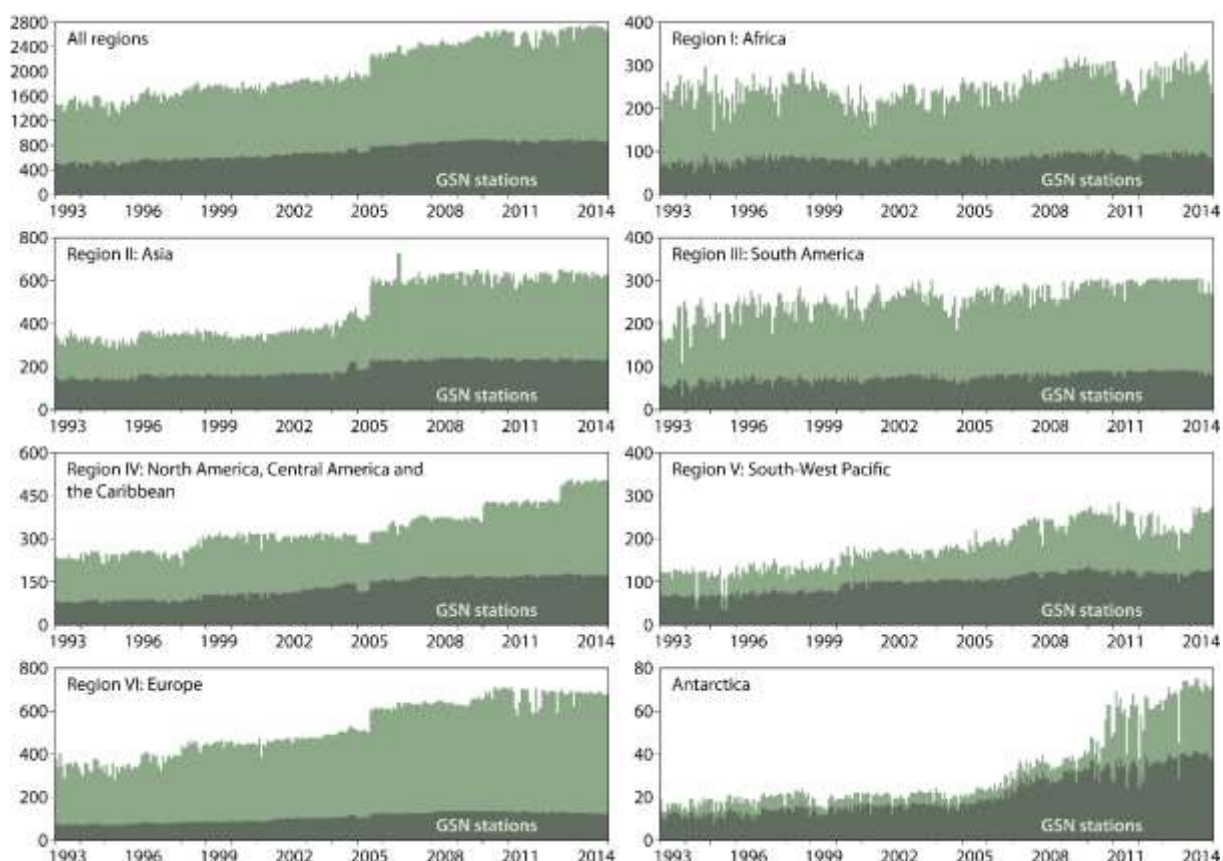 2800
2400
2000
1600
1200
800
400
0
All regions
GSN stations
1993 1996 1999 2002 2005 2008 2011 2014
400
300
200
100
0
Region I: Africa
GSN stations
1993 1996 1999 2002 2005 2008 2011 2014
800
600
400
200
0
Region II: Asia
GSN stations
1993 1996 1999 2002 2005 2008 2011 2014
400
300
200
100
0
Region III: South America
GSN stations
1993 1996 1999 2002 2005 2008 2011 2014
600
450
300
150
0
Region IV: North America, Central America and
the Caribbean
GSN stations
1993 1996 1999 2002 2005 2008 2011 2014
400
300
200
100
0
Region V: South-West Pacific
GSN stations
1993 1996 1999 2002 2005 2008 2011 2014
800
600
400
200
0
Region VI: Europe
GSN stations
1993 1996 1999 2002 2005 2008 2011 2014
80
60
40
20
0
Antarctica
GSN stations
1993 1996 1999 2002 2005 2008 2011 2014